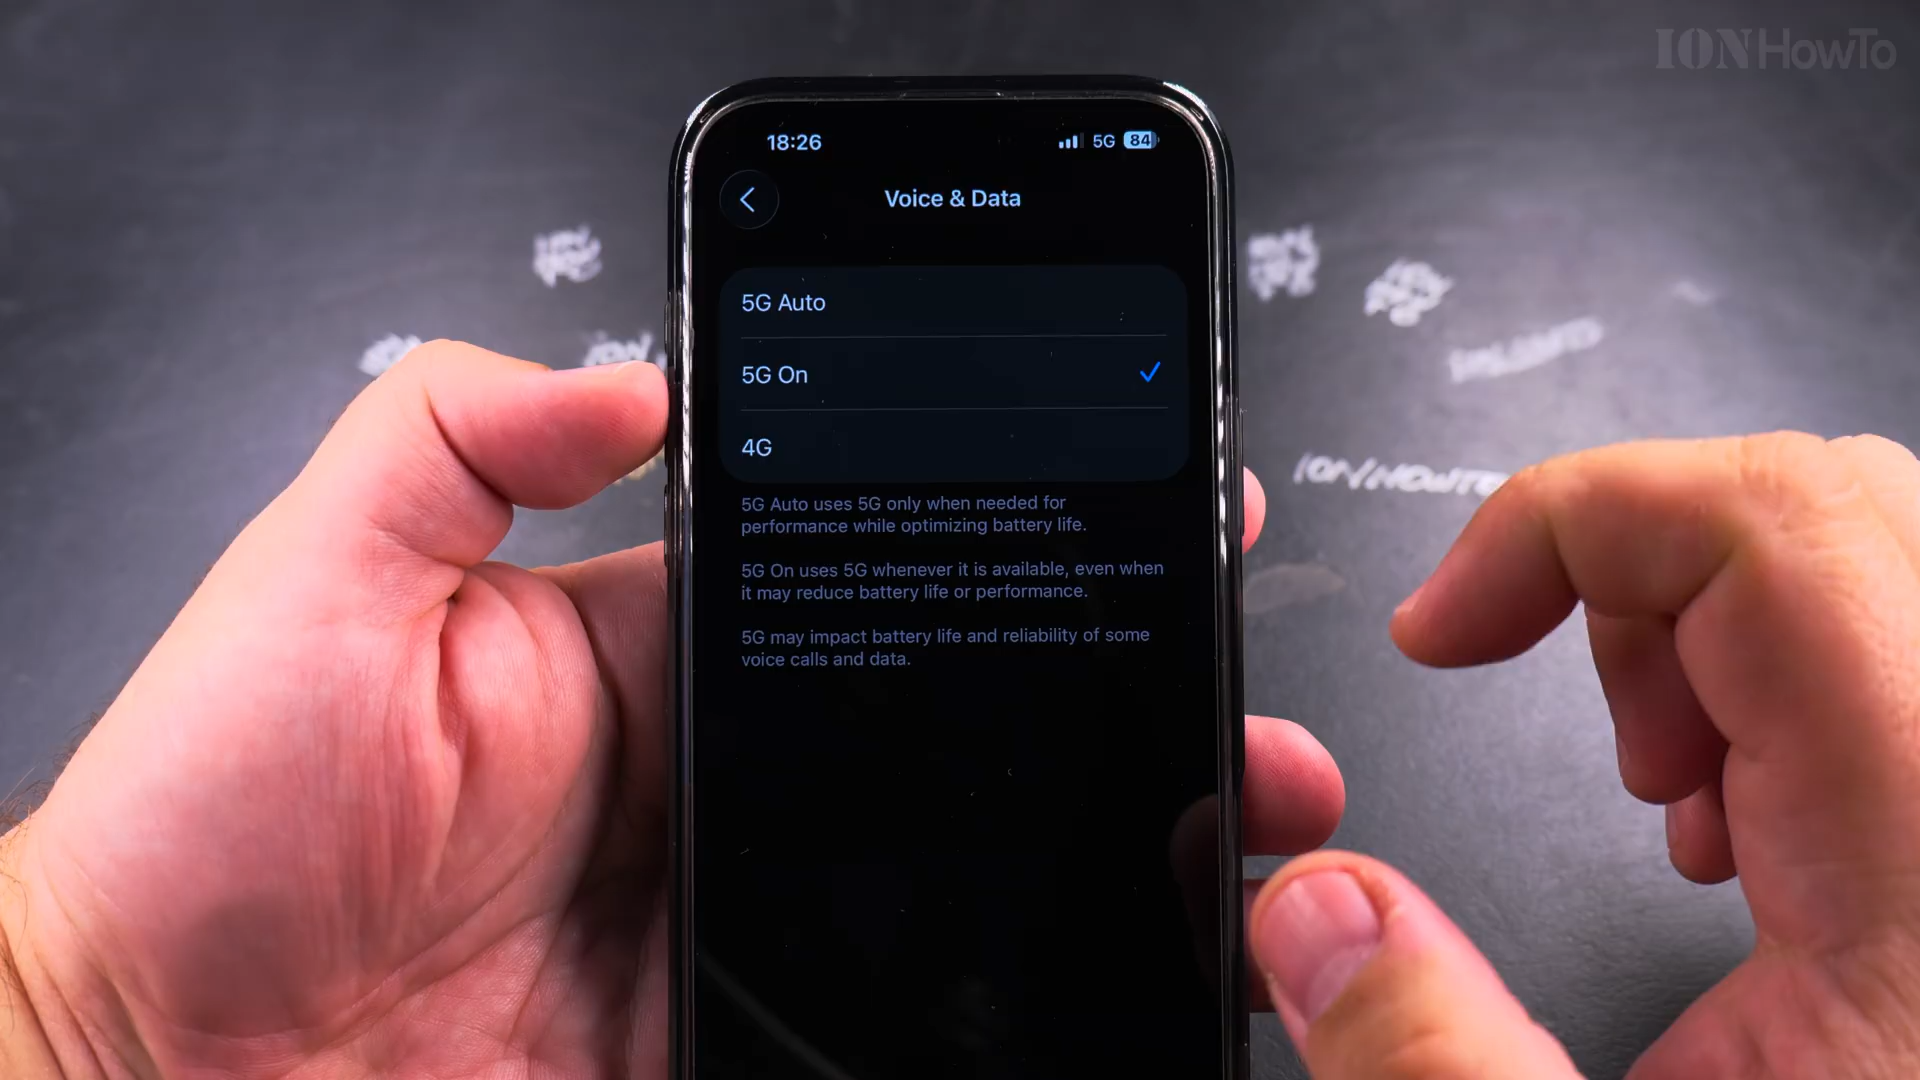 ION HowTo
18:26 5G 84
Voice & Data
5G Auto
5G On
4G
5G Auto uses 5G only when needed for
performance while optimizing battery life.
5G On uses 5G whenever it is available, even when
it may reduce battery life or performance.
5G may impact battery life and reliability of some
voice calls and data.
ION/HOWTO